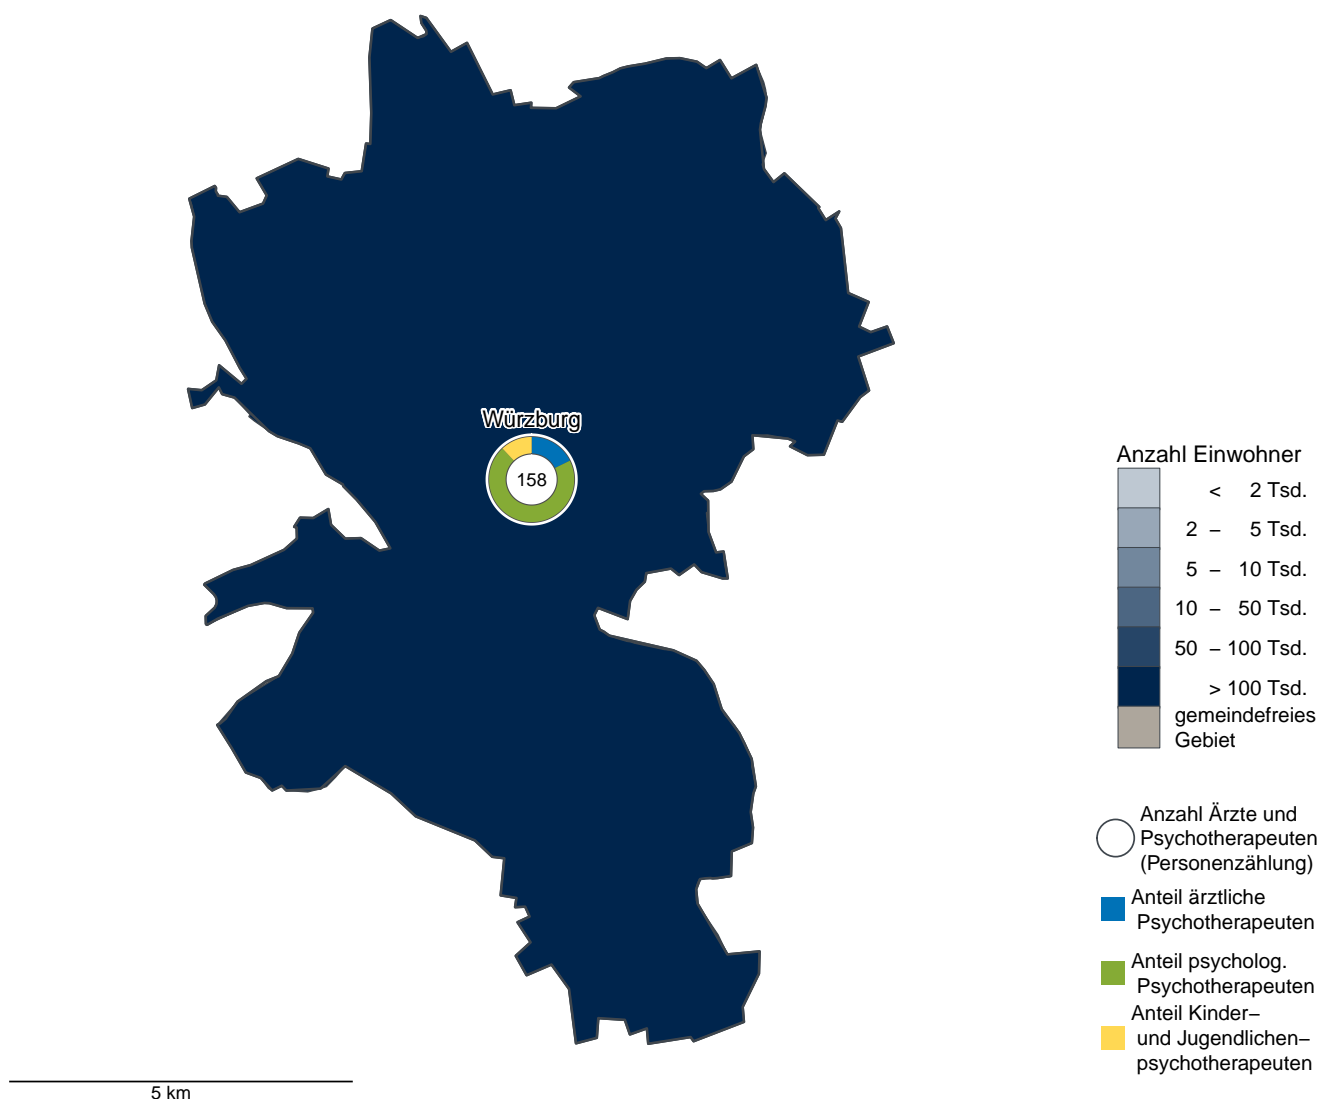 Würzburg
158
Anzahl Einwohner
< 2 Tsd.
2 – 5 Tsd.
5 – 10 Tsd.
10 – 50 Tsd.
50 – 100 Tsd.
> 100 Tsd.
gemeindefreies
Gebiet
Anzahl Ärzte und
Psychotherapeuten
(Personenzählung)
Anteil ärztliche
Psychotherapeuten
Anteil psycholog.
Psychotherapeuten
Anteil Kinder–
und Jugendlichen–
psychotherapeuten
5 km